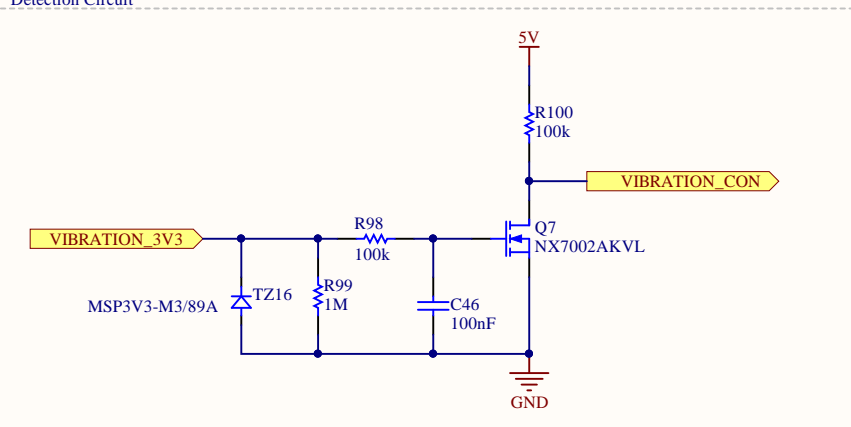 Detection Circuit
5V
R100
100k
VIBRATION_CON
R98
VIBRATION_3V3
100k
Q7
NX7002AKVL
R99
1M
TZ16
MSP3V3-M3/89A
C46
100nF
GND